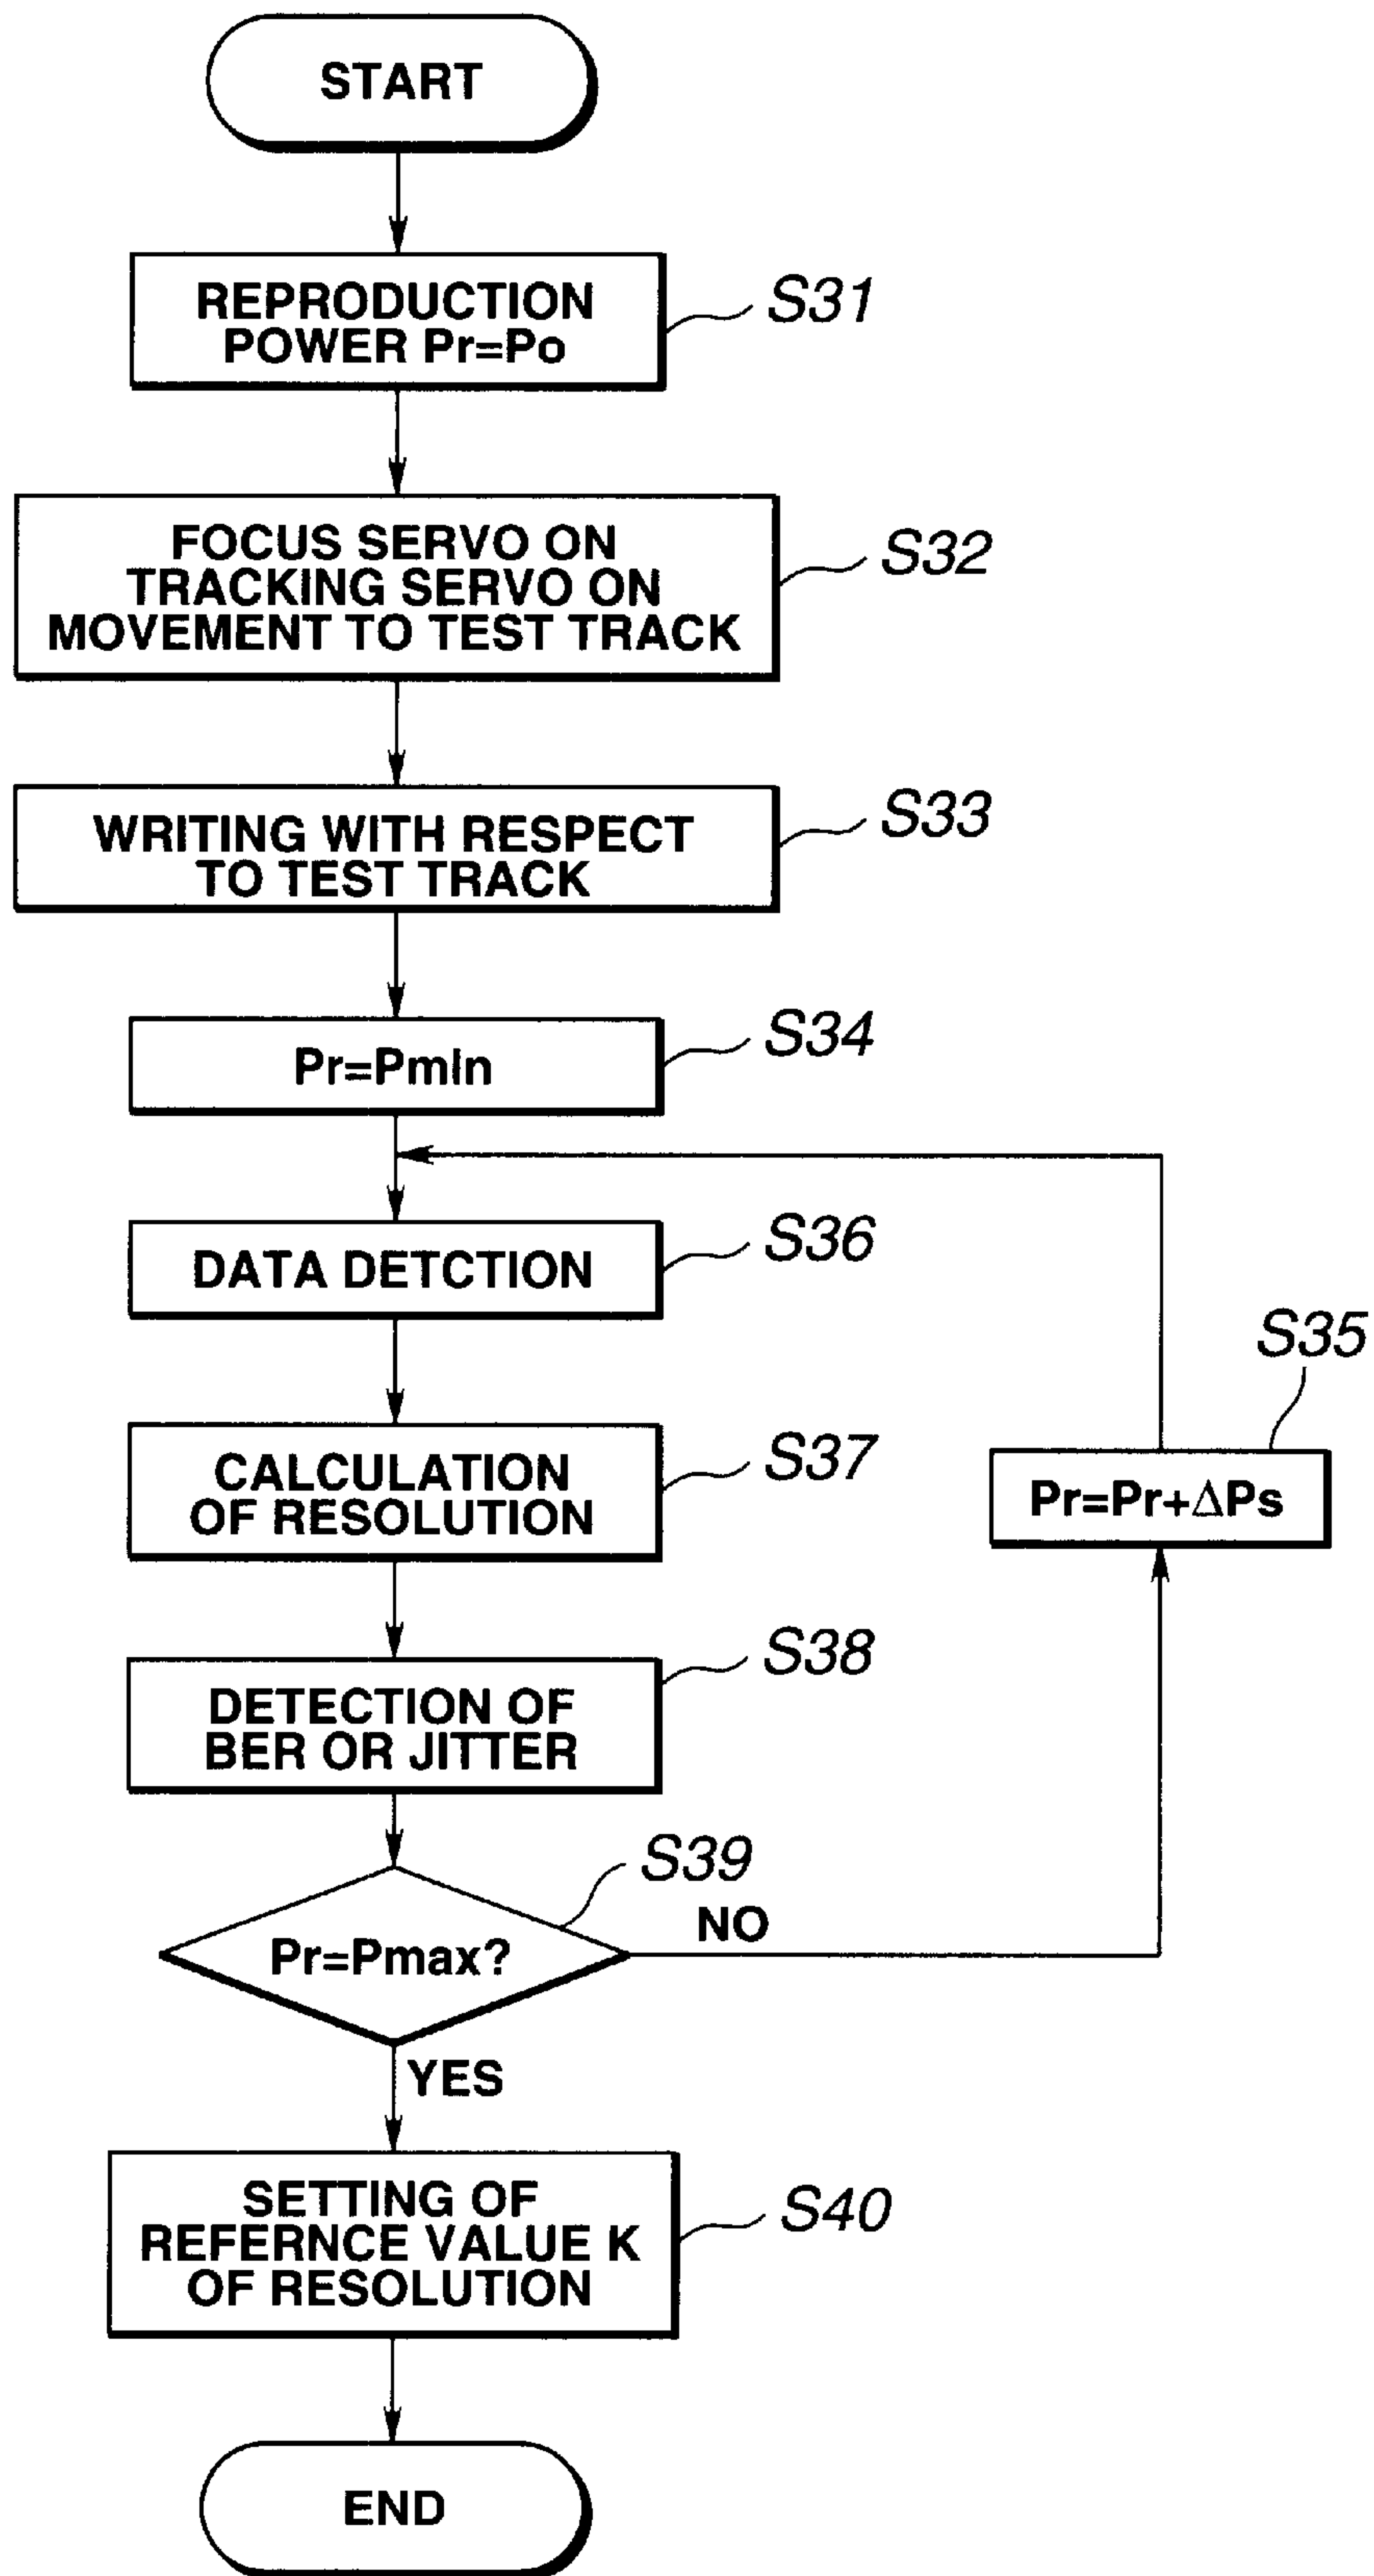 START
REPRODUCTION
POWER Pr=Po
S31
FOCUS SERVO ON
TRACKING SERVO ON
MOVEMENT TO TEST TRACK
S32
WRITING WITH RESPECT
TO TEST TRACK
S33
Pr=Pmin
S34
DATA DETCTION
S36
CALCULATION
OF RESOLUTION
S37
S35
Pr=Pr+ΔPs
DETECTION OF
BER OR JITTER
S38
Pr=Pmax?
S39
NO
YES
SETTING OF
REFERNCE VALUE K
OF RESOLUTION
S40
END